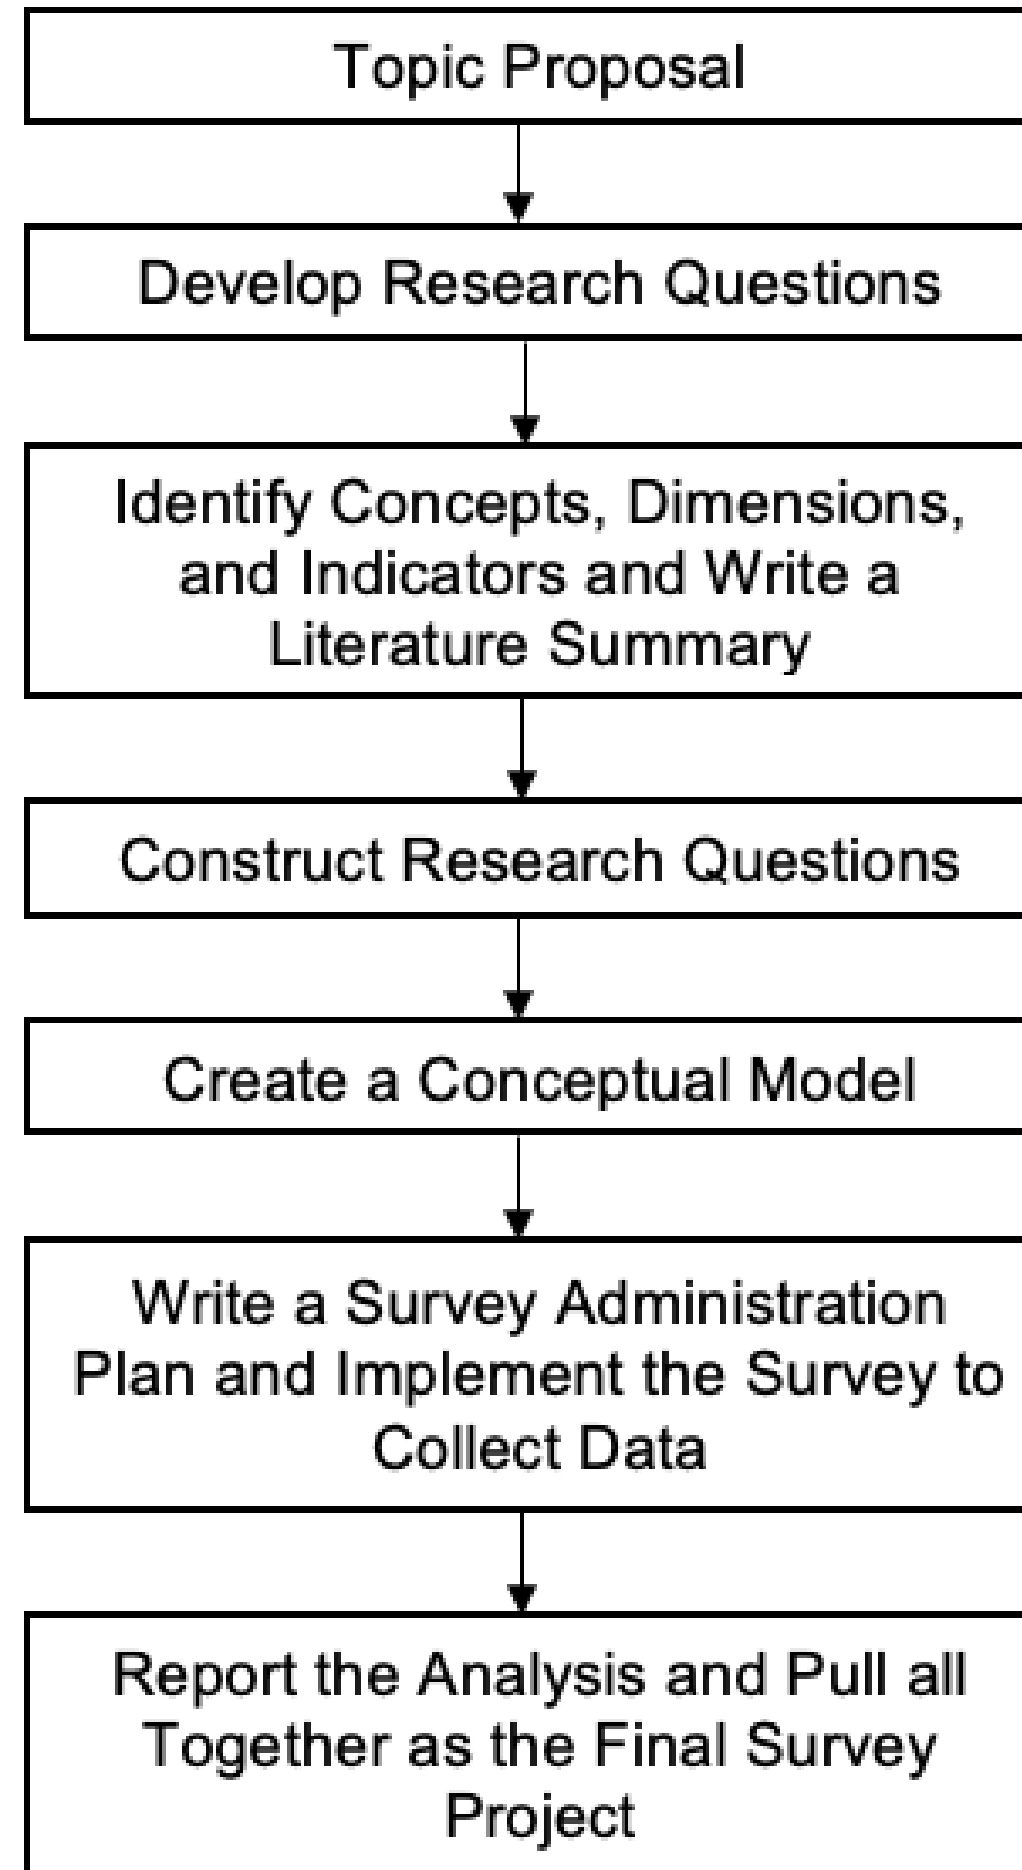 Topic Proposal
Develop Research Questions
Identify Concepts, Dimensions,
and Indicators and Write a
Literature Summary
Construct Research Questions
Create a Conceptual Model
Write a Survey Administration
Plan and Implement the Survey to
Collect Data
Report the Analysis and Pull all
Together as the Final Survey
Project